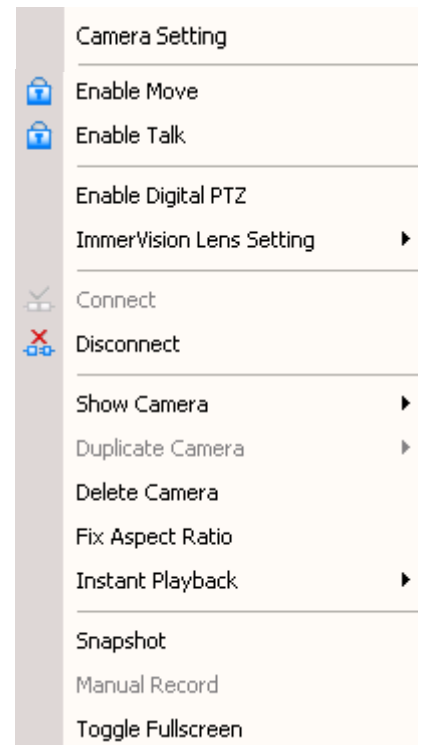 Camera Setting
Enable Move
Enable Talk
Enable Digital PTZ
ImmerVision Lens Setting
Connect
Disconnect
Show Camera
Duplicate Camera
Delete Camera
Fix Aspect Ratio
Instant Playback
Snapshot
Manual Record
Toggle Fullscreen